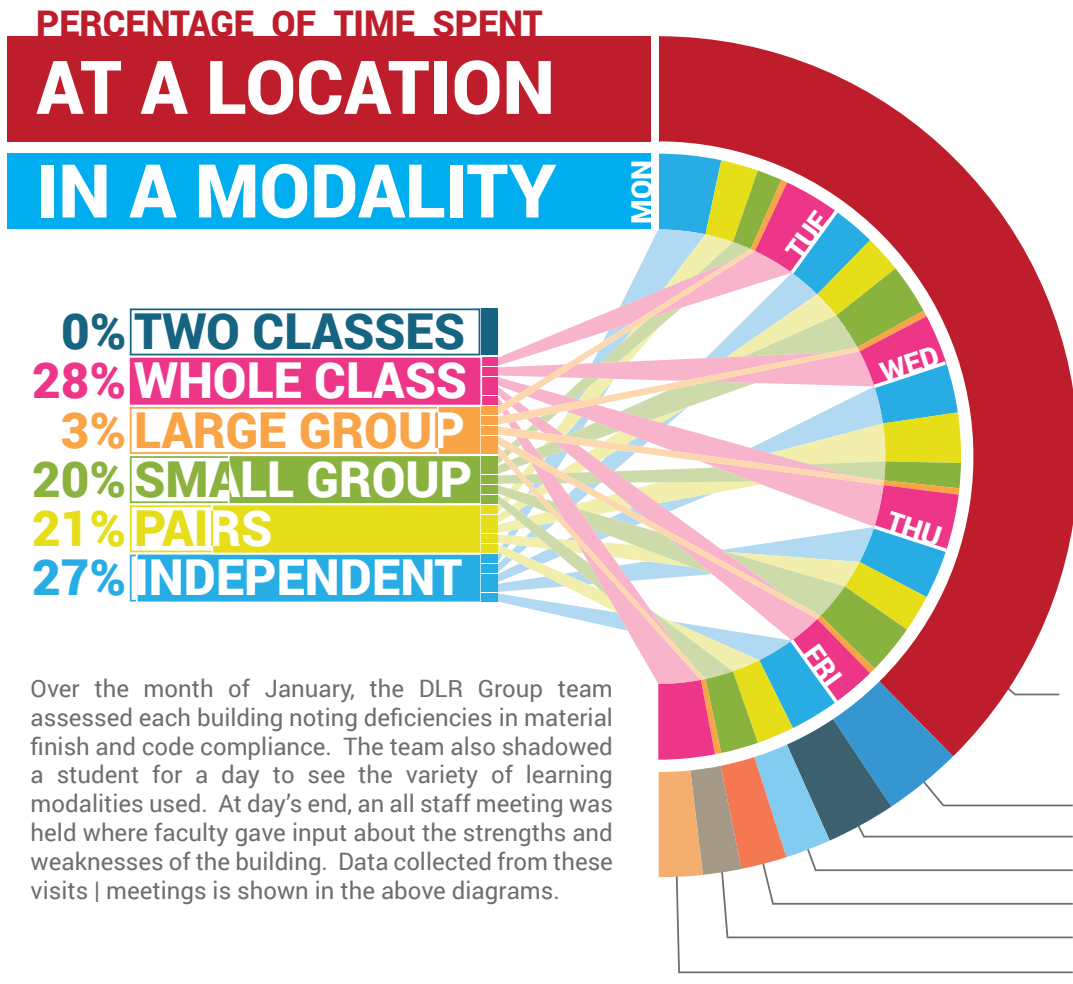 PERCENTAGE OF TIME SPENT
AT A LOCATION
IN A MODALITY
MON
TUE
WED
THU
FRI
0% TWO CLASSES
28% WHOLE CLASS
3% LARGE GROUP
20% SMALL GROUP
21% PAIRS
27% INDEPENDENT
Over the month of January, the DLR Group team
assessed each building noting deficiencies in material
finish and code compliance. The team also shadowed
a student for a day to see the variety of learning
modalities used. At day's end, an all staff meeting was
held where faculty gave input about the strengths and
weaknesses of the building. Data collected from these
visits | meetings is shown in the above diagrams.